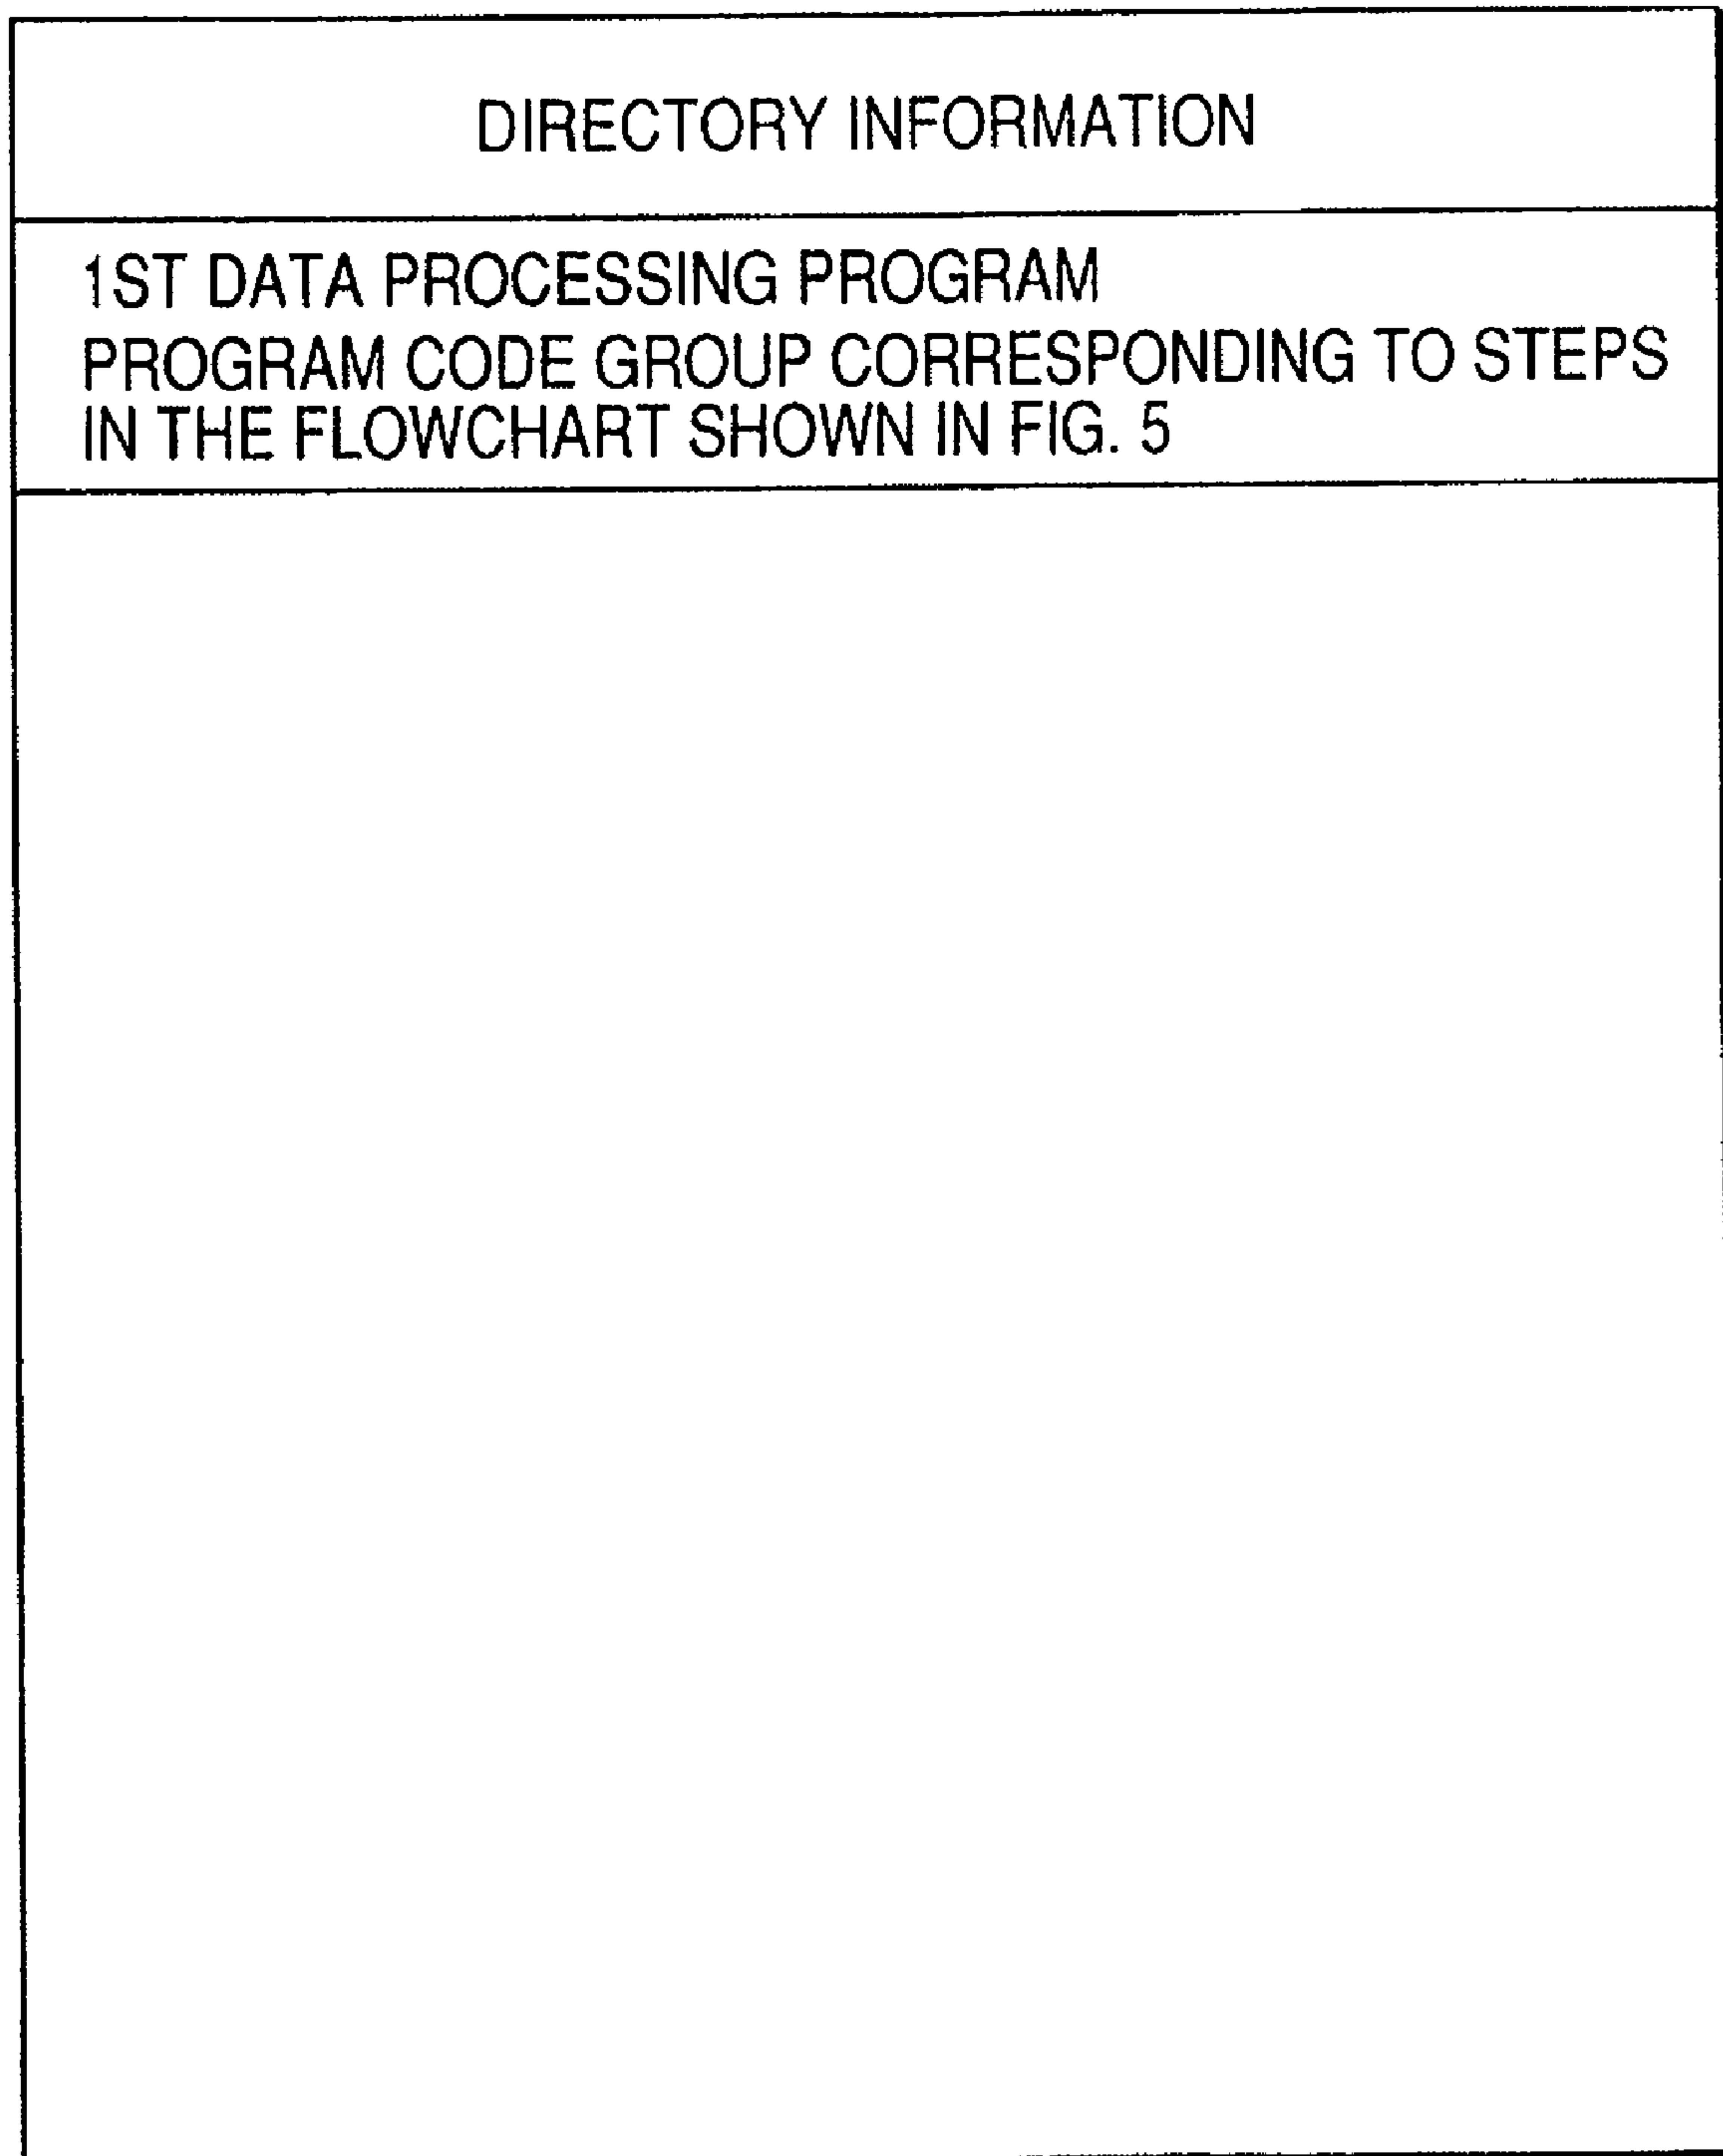 DIRECTORY INFORMATION
1ST DATA PROCESSING PROGRAM
PROGRAM CODE GROUP CORRESPONDING TO STEPS
IN THE FLOWCHART SHOWN IN FIG. 5